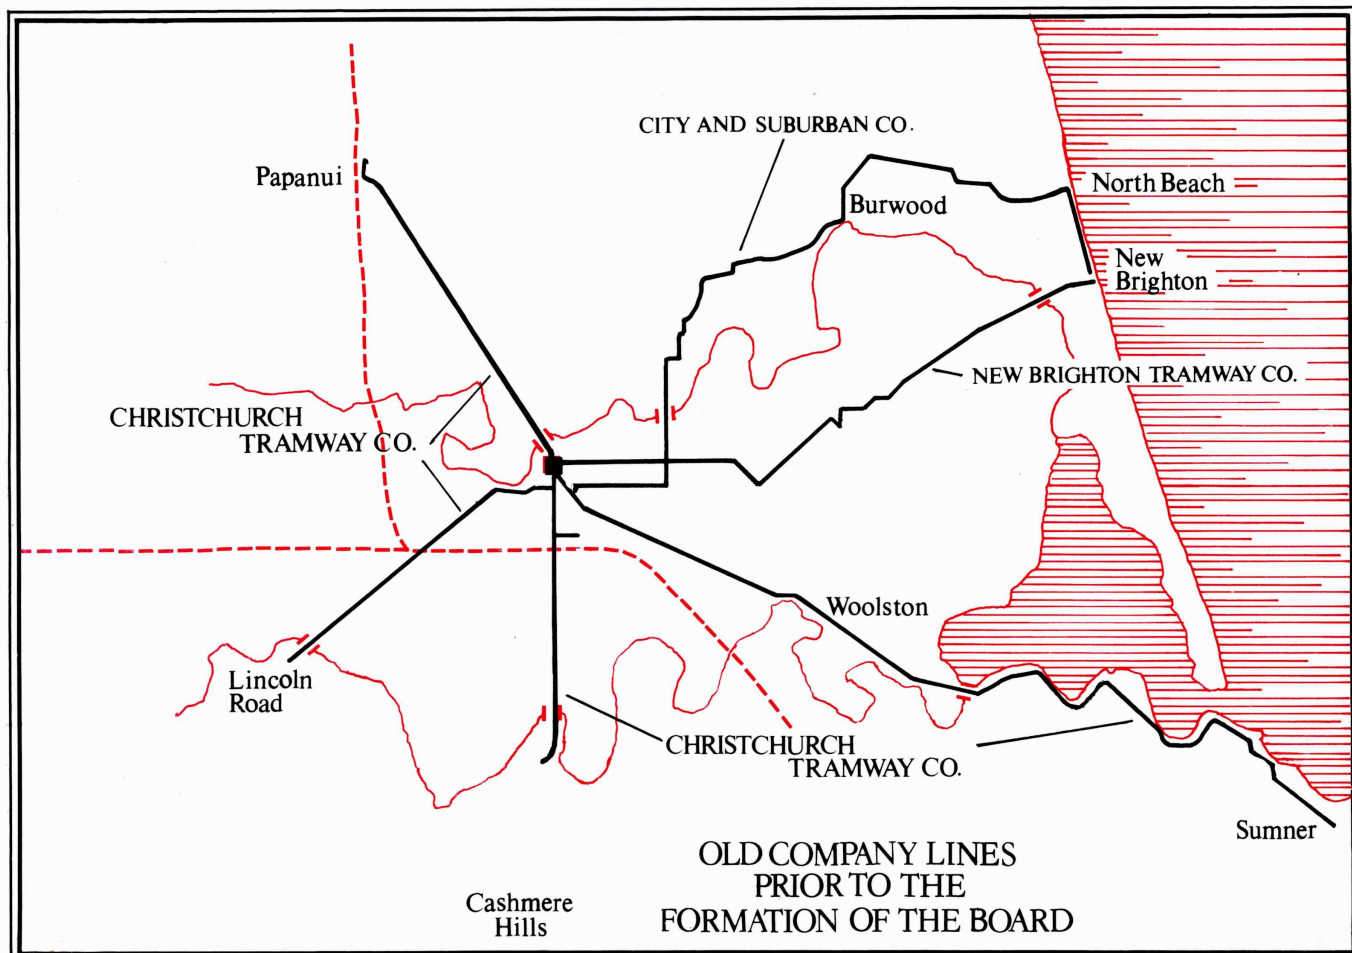 CITY AND SUBURBAN CO.
Papanui
North Beach
Burwood
New
Brighton
NEW BRIGHTON TRAMWAY CO.
CHRISTCHURCH
TRAMWAY CO.
Woolston
Lincoln
Road
CHRISTCHURCH
TRAMWAY CO.
Sumner
OLD COMPANY LINES
PRIOR TO THE
FORMATION OF THE BOARD
Cashmere
Hills